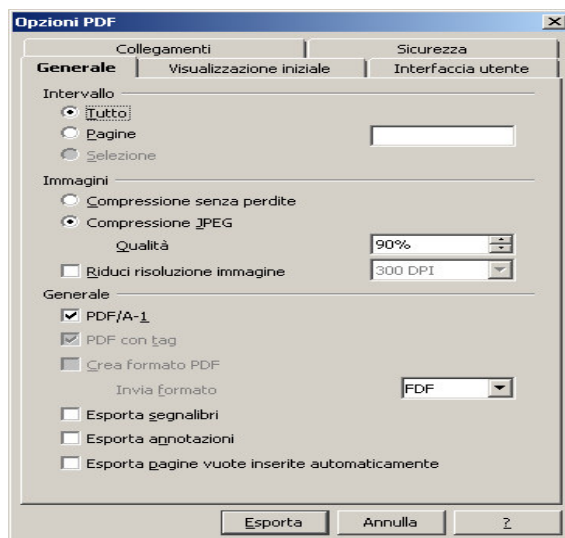 Opzioni PDF
Collegamenti Sicurezza
Generale Visualizzazione iniziale Interfaccia utente
Intervallo
Tutto
Pagine
Selezione
Immagini
Compressione senza perdite
Compressione JPEG
Qualità 90%
Riduci risoluzione immagine 300 DPI
Generale
PDF/A-1
PDF con tag
Crea formato PDF
Invia formato FDF
Esporta segnalibri
Esporta annotazioni
Esporta pagine vuote inserite automaticamente
Esporta Annulla ?